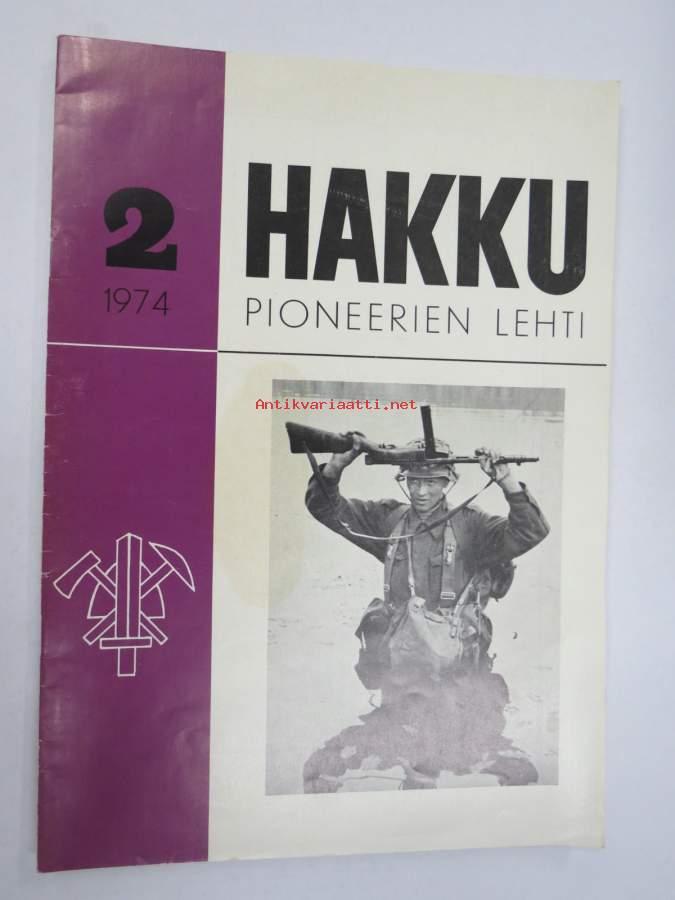 2
1974
HAKKU
PIONEERIEN LEHTI
Antikvariaatti.net